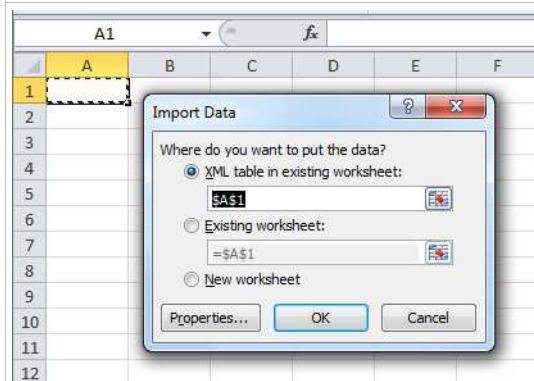 A1 fx
A B C D E F
1
2
3
4
5
6
7
8
9
10
11
12
Import Data
Where do you want to put the data?
XML table in existing worksheet:
$A$1
Existing worksheet:
=$A$1
New worksheet
Properties... OK Cancel